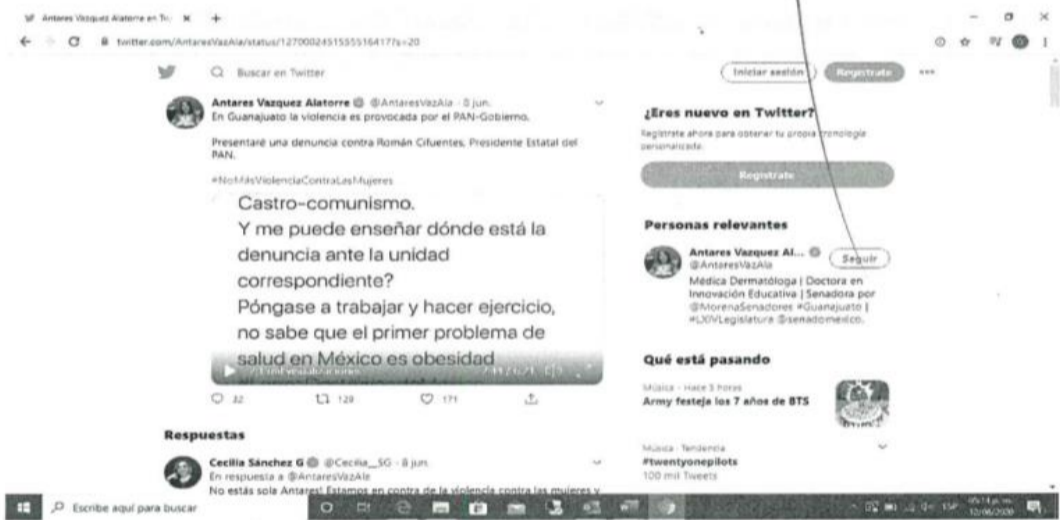 Antares Vazquez Alatorre en Tw
twitter.com/AntaresVazAla/status/1270002451555516417?s=20
Buscar en Twitter
Iniciar sesión
Regístrate
Antares Vazquez Alatorre @AntaresVazAla · 8 jun.
En Guanajuato la violencia es provocada por el PAN-Gobierno.
Presentaré una denuncia contra Román Cifuentes, Presidente Estatal del
PAN.
#NoMásViolenciaContraLasMujeres
Castro-comunismo.
Y me puede enseñar dónde está la
denuncia ante la unidad
correspondiente?
Póngase a trabajar y hacer ejercicio,
no sabe que el primer problema de
salud en México es obesidad
mil visualizaciones
32
129
171
Respuestas
Cecilia Sánchez G @Cecilia__SG · 8 jun.
En respuesta a @AntaresVazAla
No estás sola Antares! Estamos en contra de la violencia contra las mujeres y
¿Eres nuevo en Twitter?
Regístrate ahora para obtener tu propia cronología
personalizada.
Regístrate
Personas relevantes
Antares Vazquez Al...
@AntaresVazAla
Seguir
Médica Dermatóloga | Doctora en
Innovación Educativa | Senadora por
@MorenaSenadores #Guanajuato |
#LXIVLegislatura @senadomexico.
Qué está pasando
Música · Hace 3 horas
Army festeja los 7 años de BTS
Música · Tendencia
#twentyonepilots
100 mil Tweets
Escribe aquí para buscar
ESP
05:14 p. m.
12/06/2020